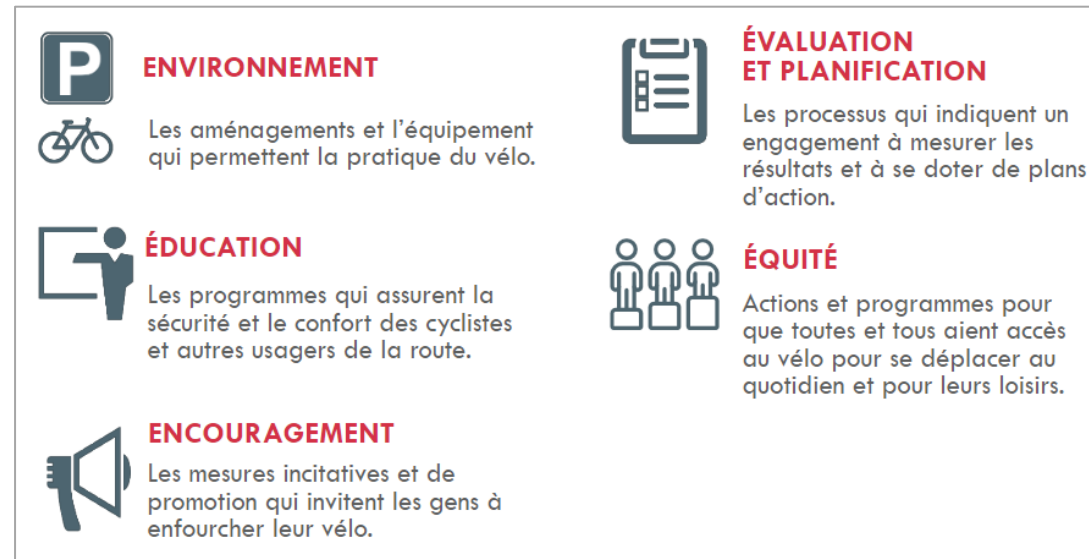 P
ENVIRONNEMENT
Les aménagements et l'équipement
qui permettent la pratique du vélo.
ÉDUCATION
Les programmes qui assurent la
sécurité et le confort des cyclistes
et autres usagers de la route.
ENCOURAGEMENT
Les mesures incitatives et de
promotion qui invitent les gens à
enfourcher leur vélo.
ÉVALUATION
ET PLANIFICATION
Les processus qui indiquent un
engagement à mesurer les
résultats et à se doter de plans
d'action.
ÉQUITÉ
Actions et programmes pour
que toutes et tous aient accès
au vélo pour se déplacer au
quotidien et pour leurs loisirs.